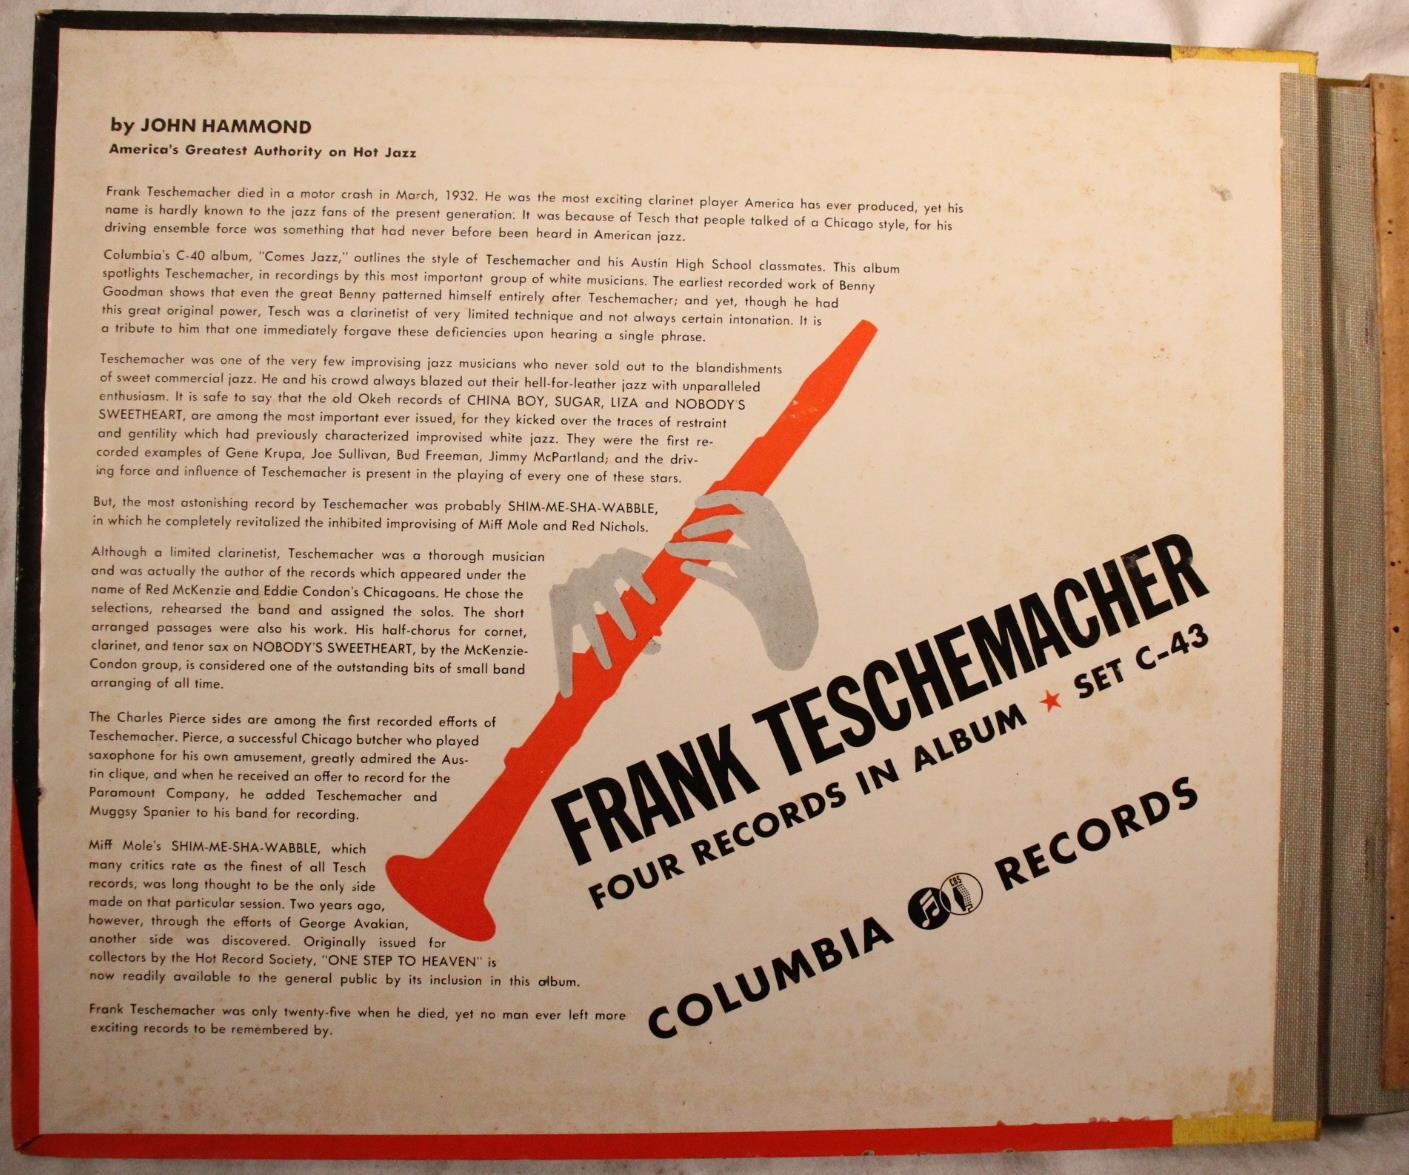 by JOHN HAMMOND
America's Greatest Authority on Hot Jazz
Frank Teschemacher died in a motor crash in March, 1932. He was the most exciting clarinet player America has ever produced, yet his
name is hardly known to the jazz fans of the present generation. It was because of Tesch that people talked of a Chicago style, for his
driving ensemble force was something that had never before been heard in American jazz.
Columbia's C-40 album, "Comes Jazz," outlines the style of Teschemacher and his Austin High School classmates. This album
spotlights Teschemacher, in recordings by this most important group of white musicians. The earliest recorded work of Benny
Goodman shows that even the great Benny patterned himself entirely after Teschemacher; and yet, though he had
this great original power, Tesch was a clarinetist of very limited technique and not always certain intonation. It is
a tribute to him that one immediately forgave these deficiencies upon hearing a single phrase.
Teschemacher was one of the very few improvising jazz musicians who never sold out to the blandishments
of sweet commercial jazz. He and his crowd always blazed out their hell-for-leather jazz with unparalleled
enthusiasm. It is safe to say that the old Okeh records of CHINA BOY, SUGAR, LIZA and NOBODY'S
SWEETHEART, are among the most important ever issued, for they kicked over the traces of restraint
and gentility which had previously characterized improvised white jazz. They were the first re-
corded examples of Gene Krupa, Joe Sullivan, Bud Freeman, Jimmy McPartland; and the driv-
ing force and influence of Teschemacher is present in the playing of every one of these stars.
But, the most astonishing record by Teschemacher was probably SHIM-ME-SHA-WABBLE,
in which he completely revitalized the inhibited improvising of Miff Mole and Red Nichols.
Although a limited clarinetist, Teschemacher was a thorough musician
and was actually the author of the records which appeared under the
name of Red McKenzie and Eddie Condon's Chicagoans. He chose the
selections, rehearsed the band and assigned the solos. The short
arranged passages were also his work. His half-chorus for cornet,
clarinet, and tenor sax on NOBODY'S SWEETHEART, by the McKenzie-
Condon group, is considered one of the outstanding bits of small band
arranging of all time.
The Charles Pierce sides are among the first recorded efforts of
Teschemacher. Pierce, a successful Chicago butcher who played
saxophone for his own amusement, greatly admired the Aus-
tin clique, and when he received an offer to record for the
Paramount Company, he added Teschemacher and
Muggsy Spanier to his band for recording.
Miff Mole's SHIM-ME-SHA-WABBLE, which
many critics rate as the finest of all Tesch
records, was long thought to be the only side
made on that particular session. Two years ago,
however, through the efforts of George Avakian,
another side was discovered. Originally issued for
collectors by the Hot Record Society, "ONE STEP TO HEAVEN" is
now readily available to the general public by its inclusion in this album.
Frank Teschemacher was only twenty-five when he died, yet no man ever left more
exciting records to be remembered by.
FRANK TESCHEMACHER
FOUR RECORDS IN ALBUM ★ SET C-43
COLUMBIA CBS RECORDS